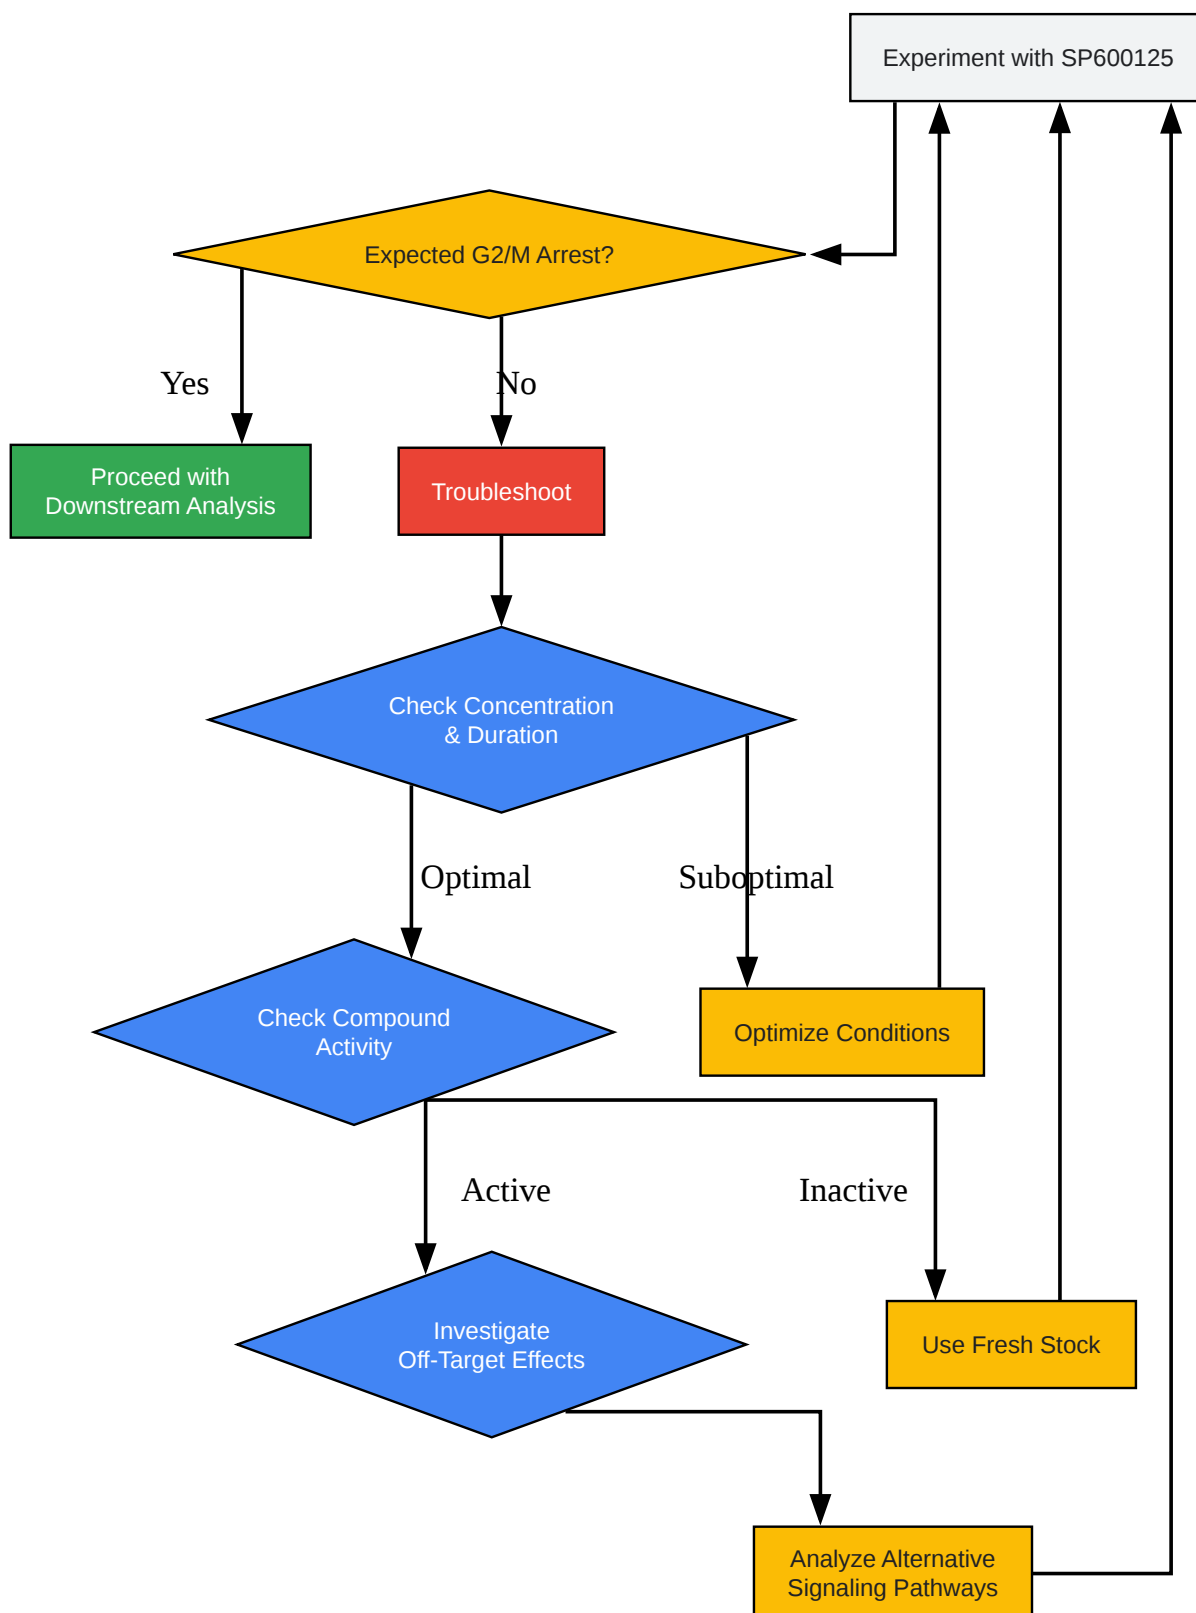 Experiment with SP600125
Expected G2/M Arrest?
Yes
No
Proceed with
Downstream Analysis
Troubleshoot
Check Concentration
& Duration
Optimal
Suboptimal
Check Compound
Activity
Optimize Conditions
Active
Inactive
Investigate
Off-Target Effects
Use Fresh Stock
Analyze Alternative
Signaling Pathways